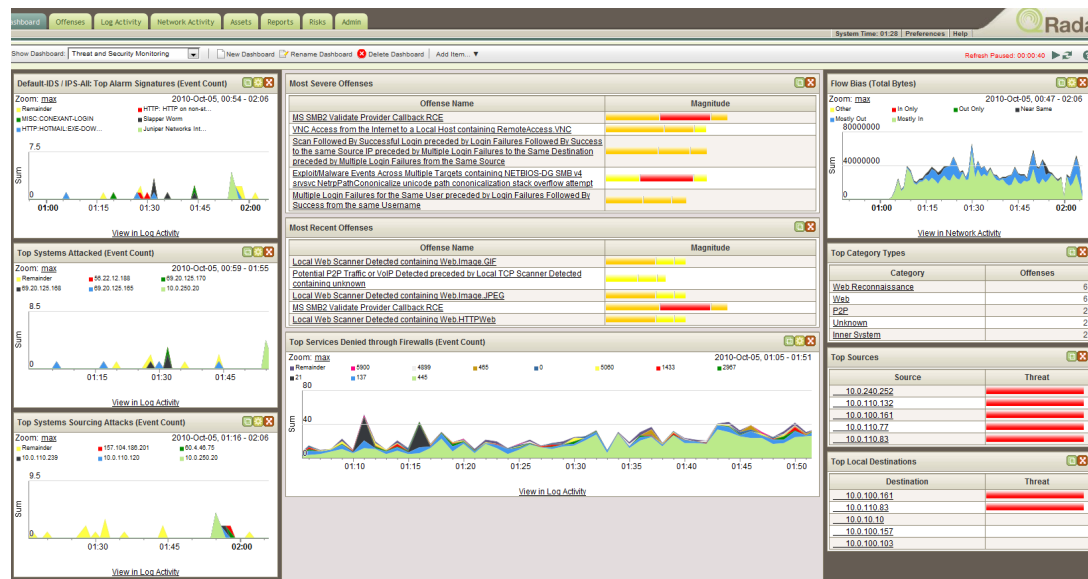 Dashboard Offenses Log Activity Network Activity Assets Reports Risks Admin
QRada
System Time: 01:28 Preferences Help
Show Dashboard: Threat and Security Monitoring New Dashboard Rename Dashboard Delete Dashboard Add Item... ▼
Refresh Paused: 00:00:40
Default-IDS / IPS-All: Top Alarm Signatures (Event Count)
Zoom: max 2010-Oct-05, 00:54 - 02:06
Remainder HTTP: HTTP on non-st...
MISC:CONEXANT-LOGIN Slapper Worm
HTTP:HOTMAIL:EXE-DOW... Juniper Networks Int...
7.5
Sum
0
01:00 01:15 01:30 01:45 02:00
View in Log Activity
Top Systems Attacked (Event Count)
Zoom: max 2010-Oct-05, 00:59 - 01:55
Remainder 56.22.12.188 69.20.125.170
69.20.125.168 69.20.125.165 10.0.250.20
8.5
Sum
0
01:15 01:30 01:45
View in Log Activity
Top Systems Sourcing Attacks (Event Count)
Zoom: max 2010-Oct-05, 01:16 - 02:06
Remainder 157.104.186.201 60.4.46.75
10.0.110.239 10.0.110.120 10.0.250.20
9.5
Sum
0
01:30 01:45 02:00
View in Log Activity
Most Severe Offenses
Offense Name Magnitude
MS SMB2 Validate Provider Callback RCE
VNC Access from the Internet to a Local Host containing RemoteAccess.VNC
Scan Followed By Successful Login preceded by Login Failures Followed By Success
to the same Source IP preceded by Multiple Login Failures to the Same Destination
preceded by Multiple Login Failures from the Same Source
Exploit/Malware Events Across Multiple Targets containing NETBIOS-DG SMB v4
srvsvc NetrpPathCononicalize unicode path cononicalization stack overflow attempt
Multiple Login Failures for the Same User preceded by Login Failures Followed By
Success from the same Username
Most Recent Offenses
Offense Name Magnitude
Local Web Scanner Detected containing Web.Image.GIF
Potential P2P Traffic or VoIP Detected preceded by Local TCP Scanner Detected
containing unknown
Local Web Scanner Detected containing Web.Image.JPEG
MS SMB2 Validate Provider Callback RCE
Local Web Scanner Detected containing Web.HTTPWeb
Top Services Denied through Firewalls (Event Count)
Zoom: max 2010-Oct-05, 01:05 - 01:51
Remainder 5900 4899 465 0 5060 1433 2967
21 137 445
80
40
Sum
0
01:10 01:15 01:20 01:25 01:30 01:35 01:40 01:45 01:50
View in Log Activity
Flow Bias (Total Bytes)
Zoom: max 2010-Oct-05, 00:47 - 02:06
Other In Only Out Only Near Same
Mostly Out Mostly In
80000000
40000000
Sum
0
01:00 01:15 01:30 01:45 02:00
View in Network Activity
Top Category Types
Category Offenses
Web Reconnaissance 6
Web 6
P2P 2
Unknown 2
Inner System 2
Top Sources
Source Threat
10.0.240.252
10.0.110.132
10.0.100.161
10.0.110.77
10.0.110.83
Top Local Destinations
Destination Threat
10.0.100.161
10.0.110.83
10.0.10.10
10.0.100.157
10.0.100.103